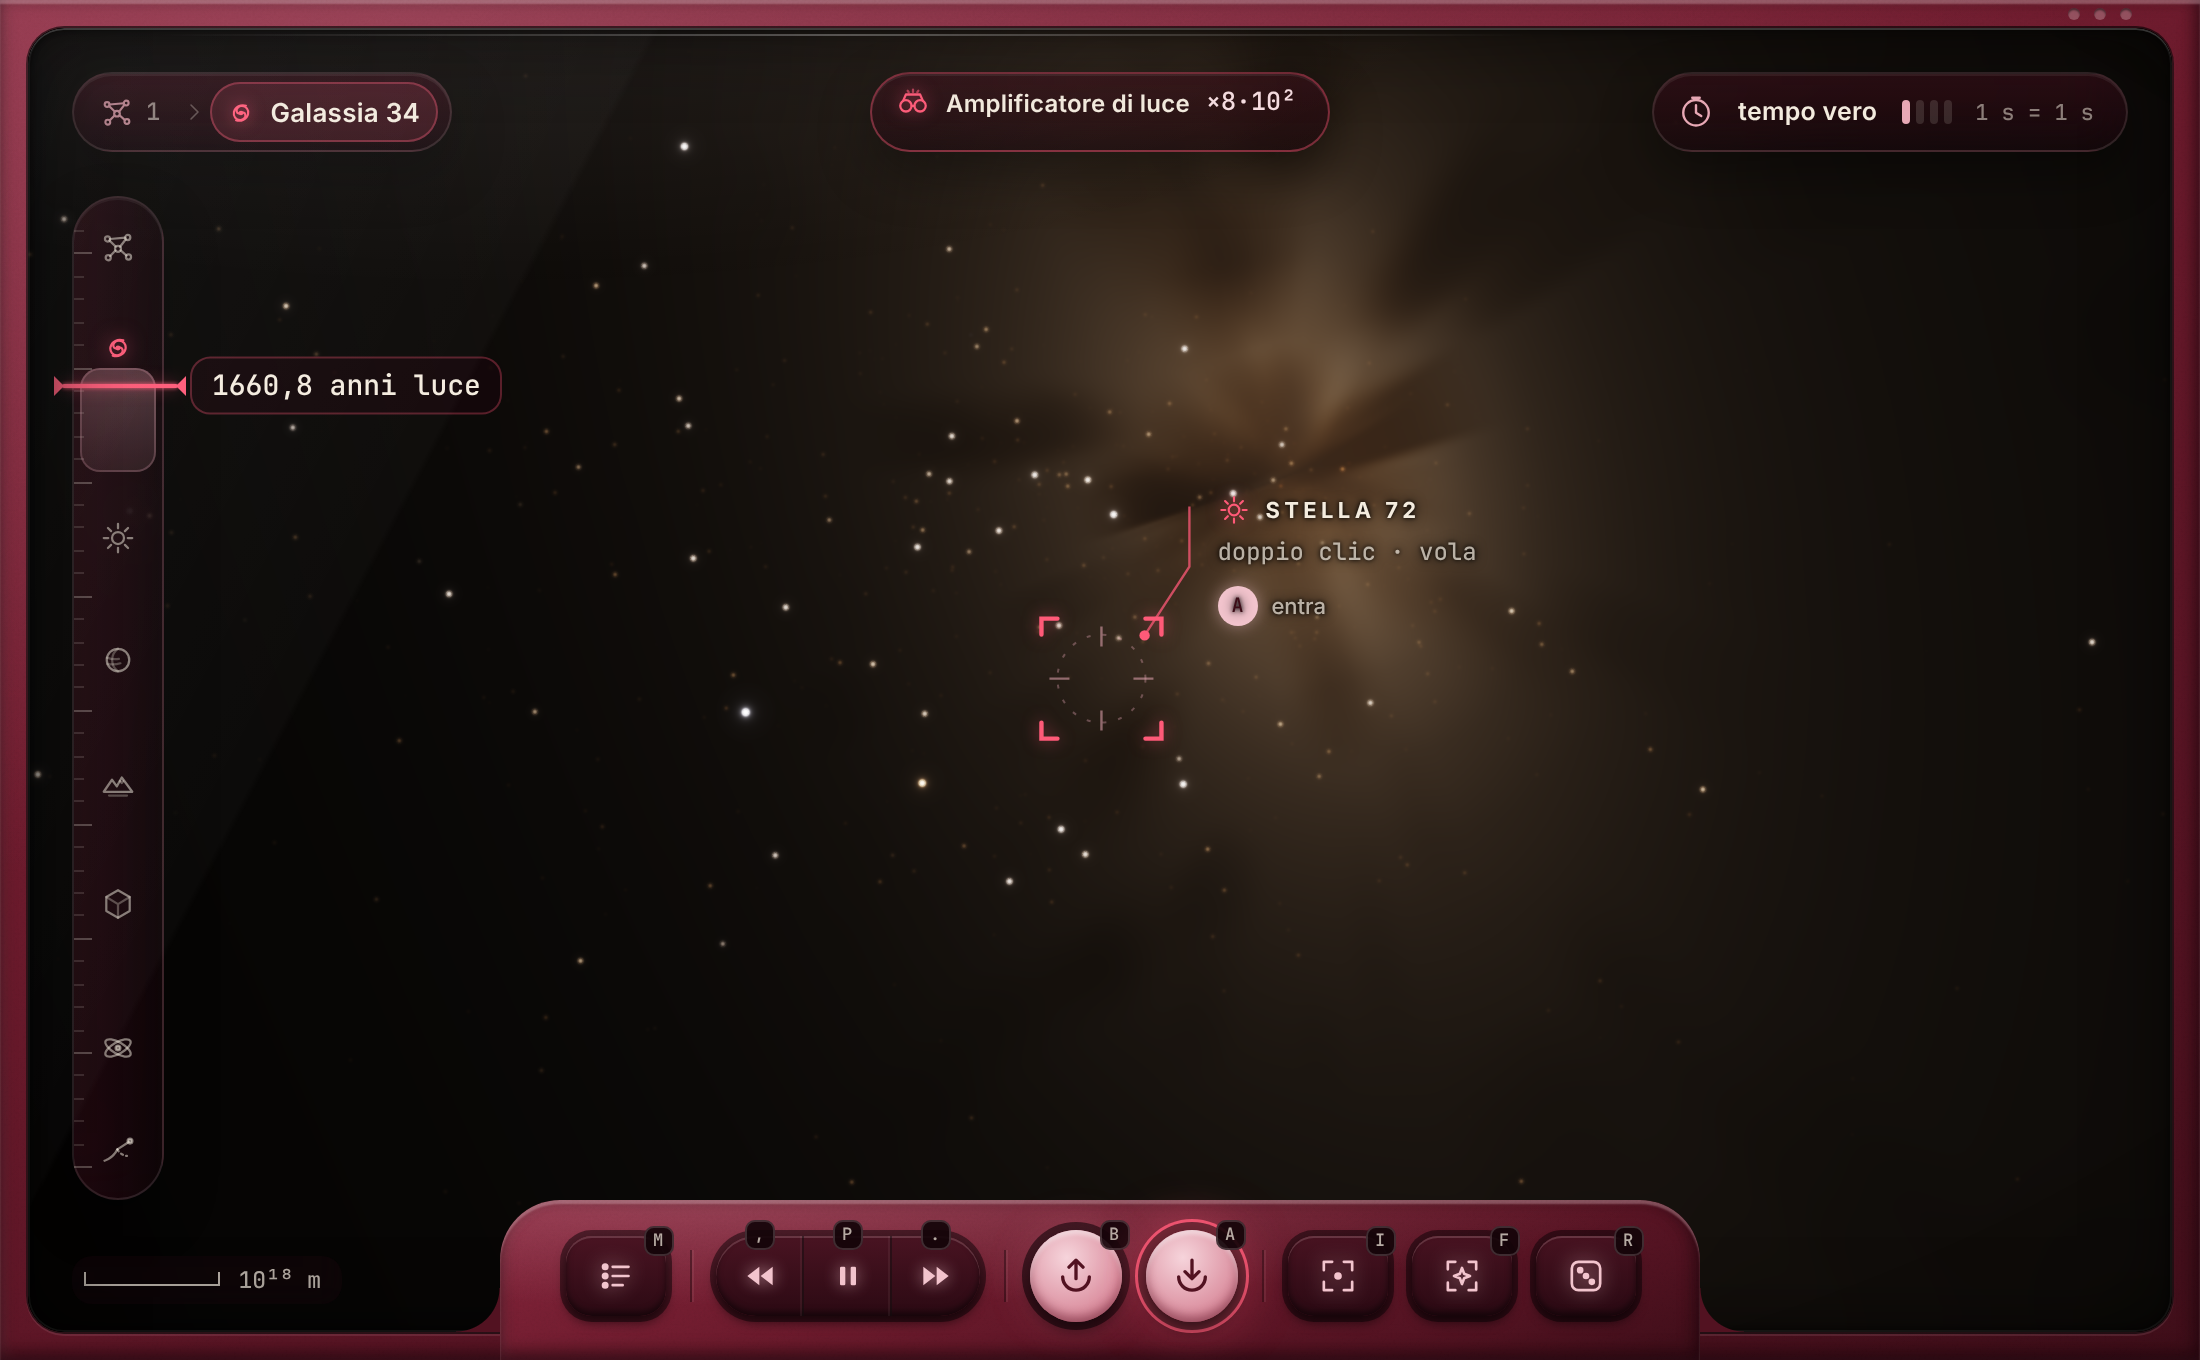 1
Galassia 34
Amplificatore di luce ×8·10²
tempo vero 1 s = 1 s
1660,8 anni luce
STELLA 72
doppio clic · vola
A entra
10¹⁸ m
M
, P .
B A
I F R